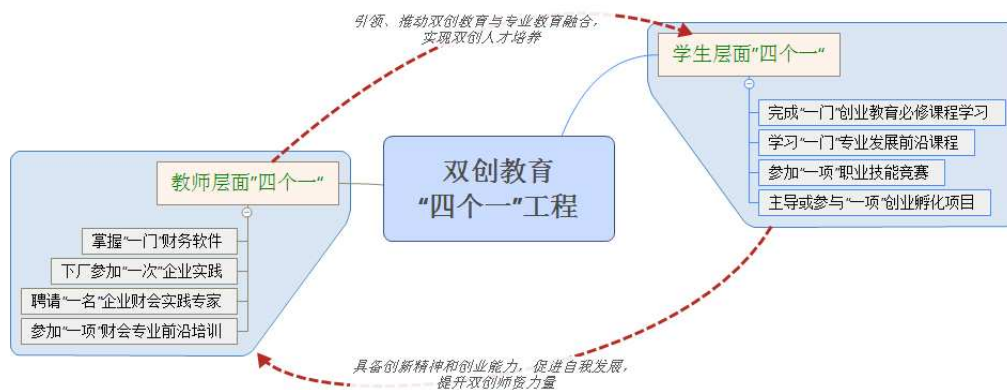 引领、推动双创教育与专业教育融合，
实现双创人才培养
学生层面"四个一"
完成"一门"创业教育必修课程学习
学习"一门"专业发展前沿课程
参加"一项"职业技能竞赛
主导或参与"一项"创业孵化项目
双创教育
"四个一"工程
教师层面"四个一"
掌握"一门"财务软件
下厂参加"一次"企业实践
聘请"一名"企业财会实践专家
参加"一项"财会专业前沿培训
具备创新精神和创业能力，促进自我发展，
提升双创师资力量